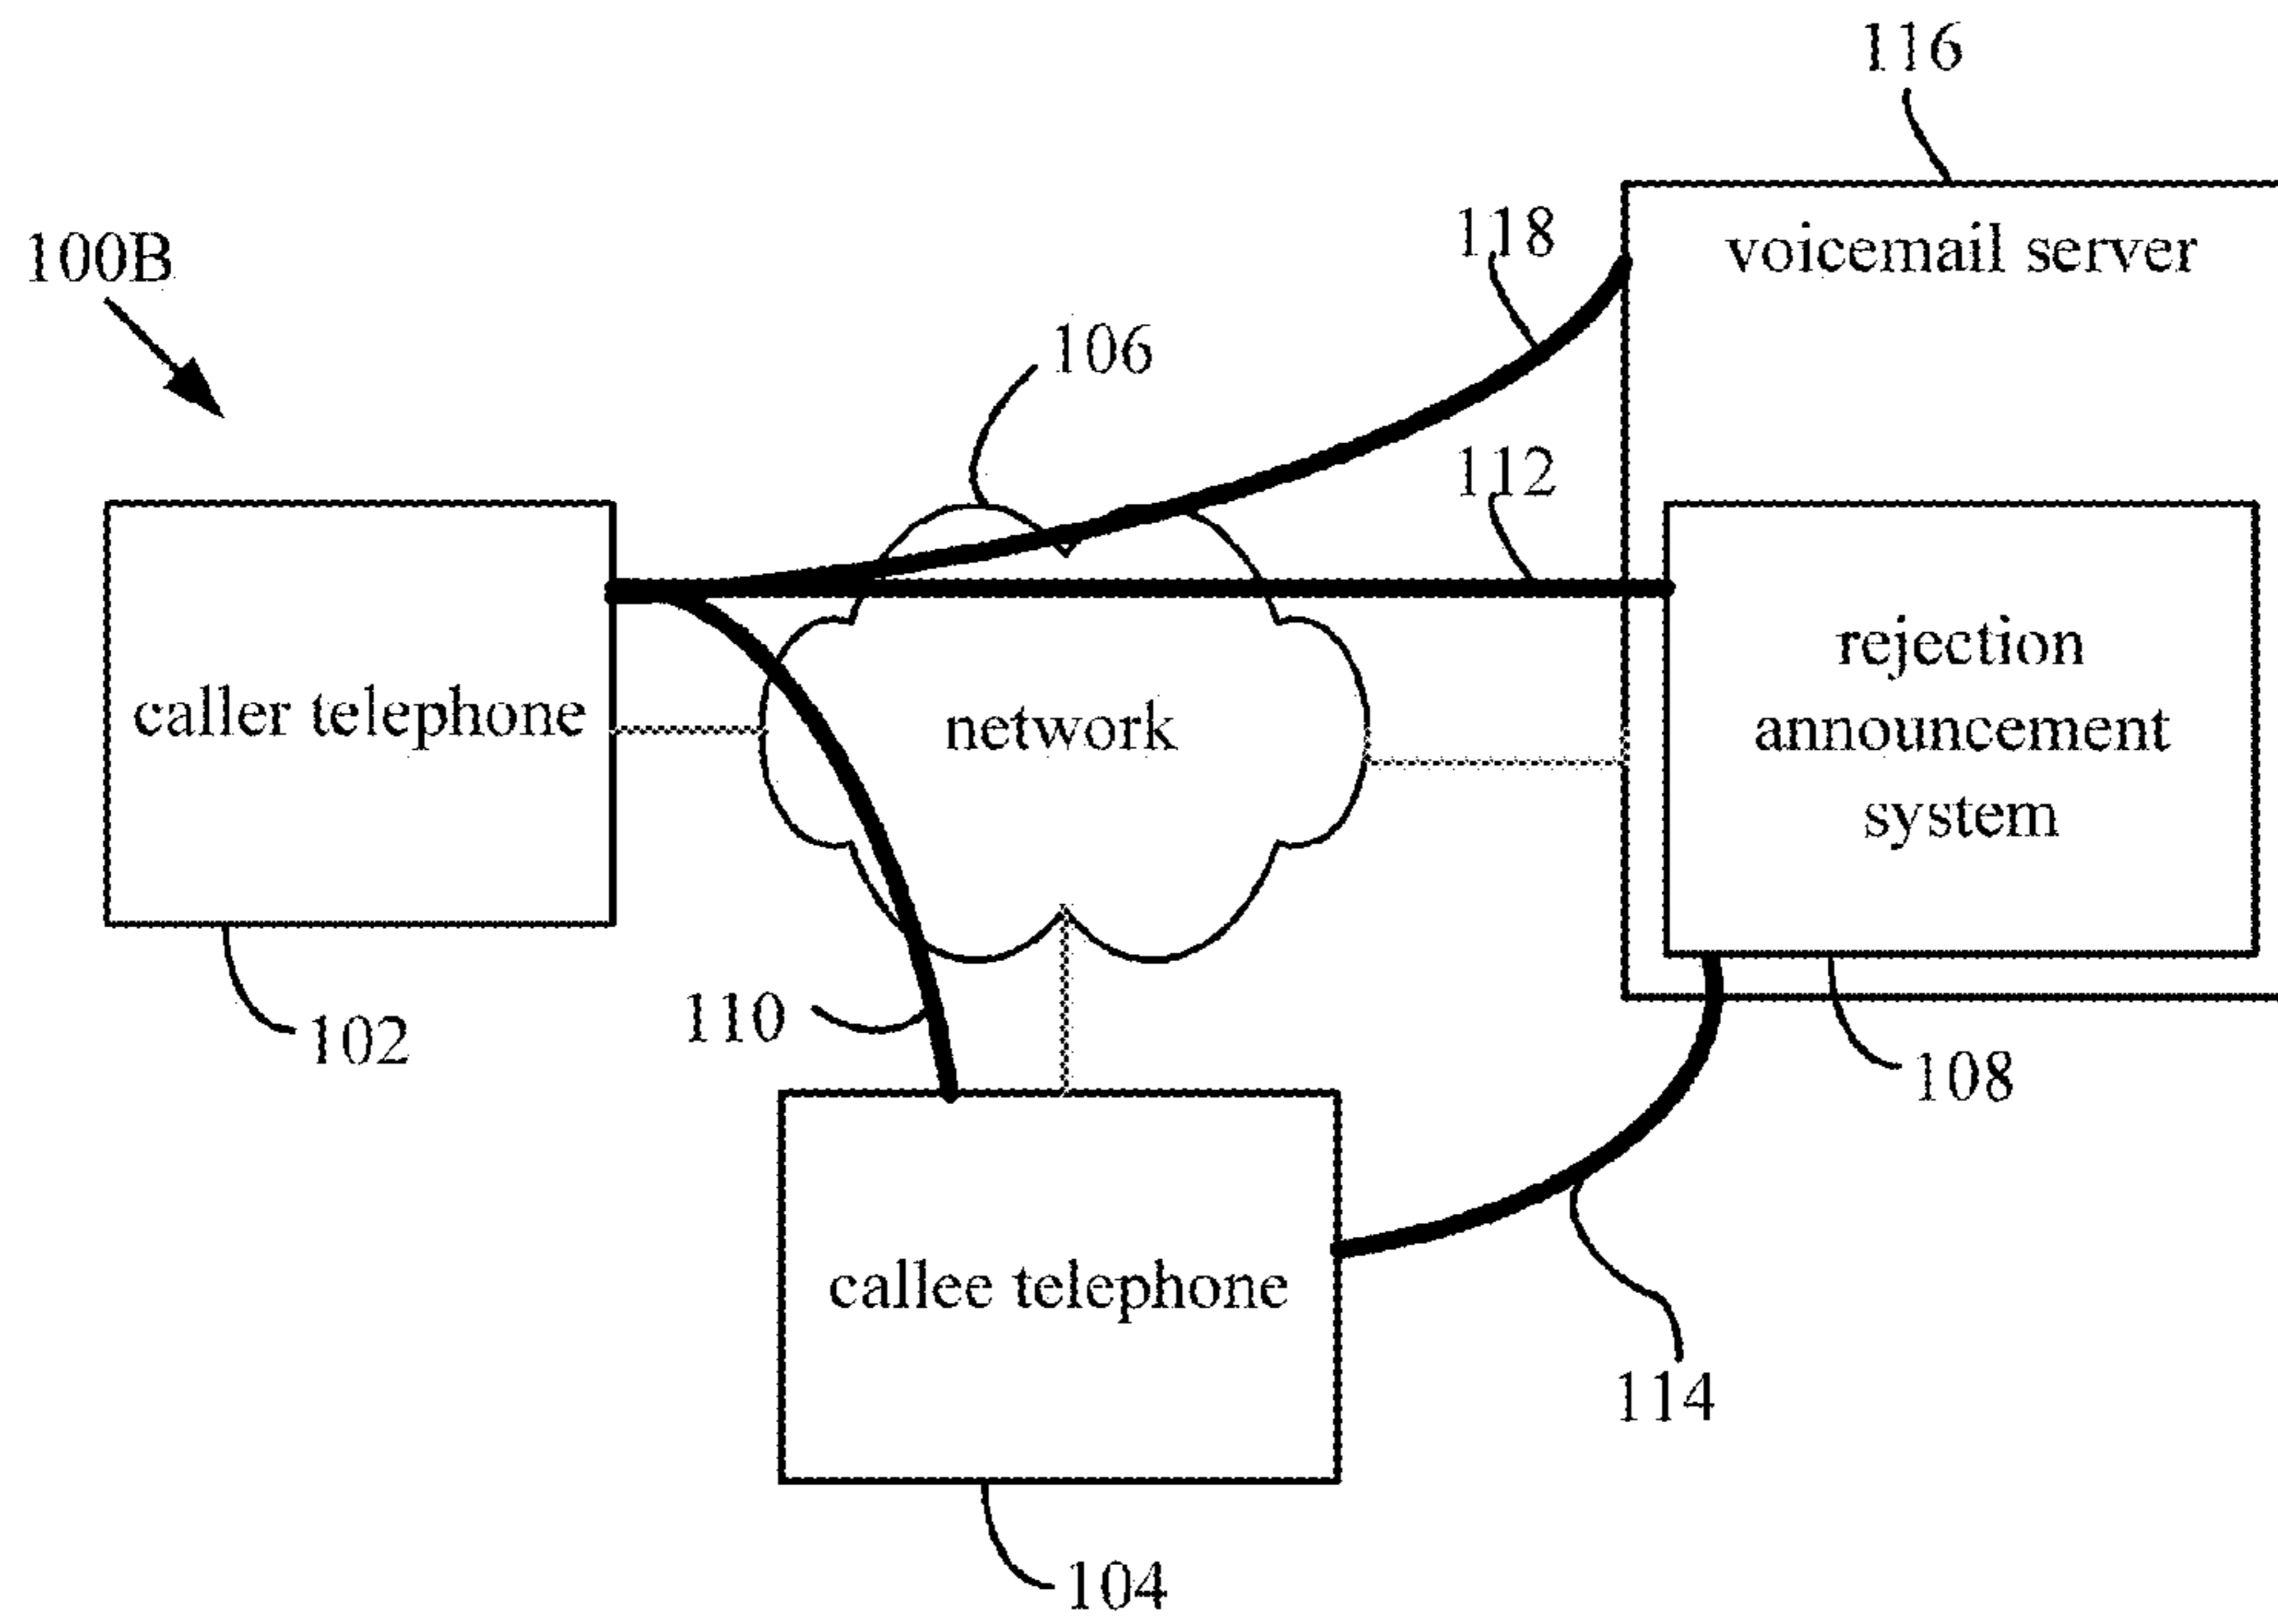 116
118
voicemail server
100B
106
112
rejection
announcement
system
caller telephone
network
110
102
108
callee telephone
114
104